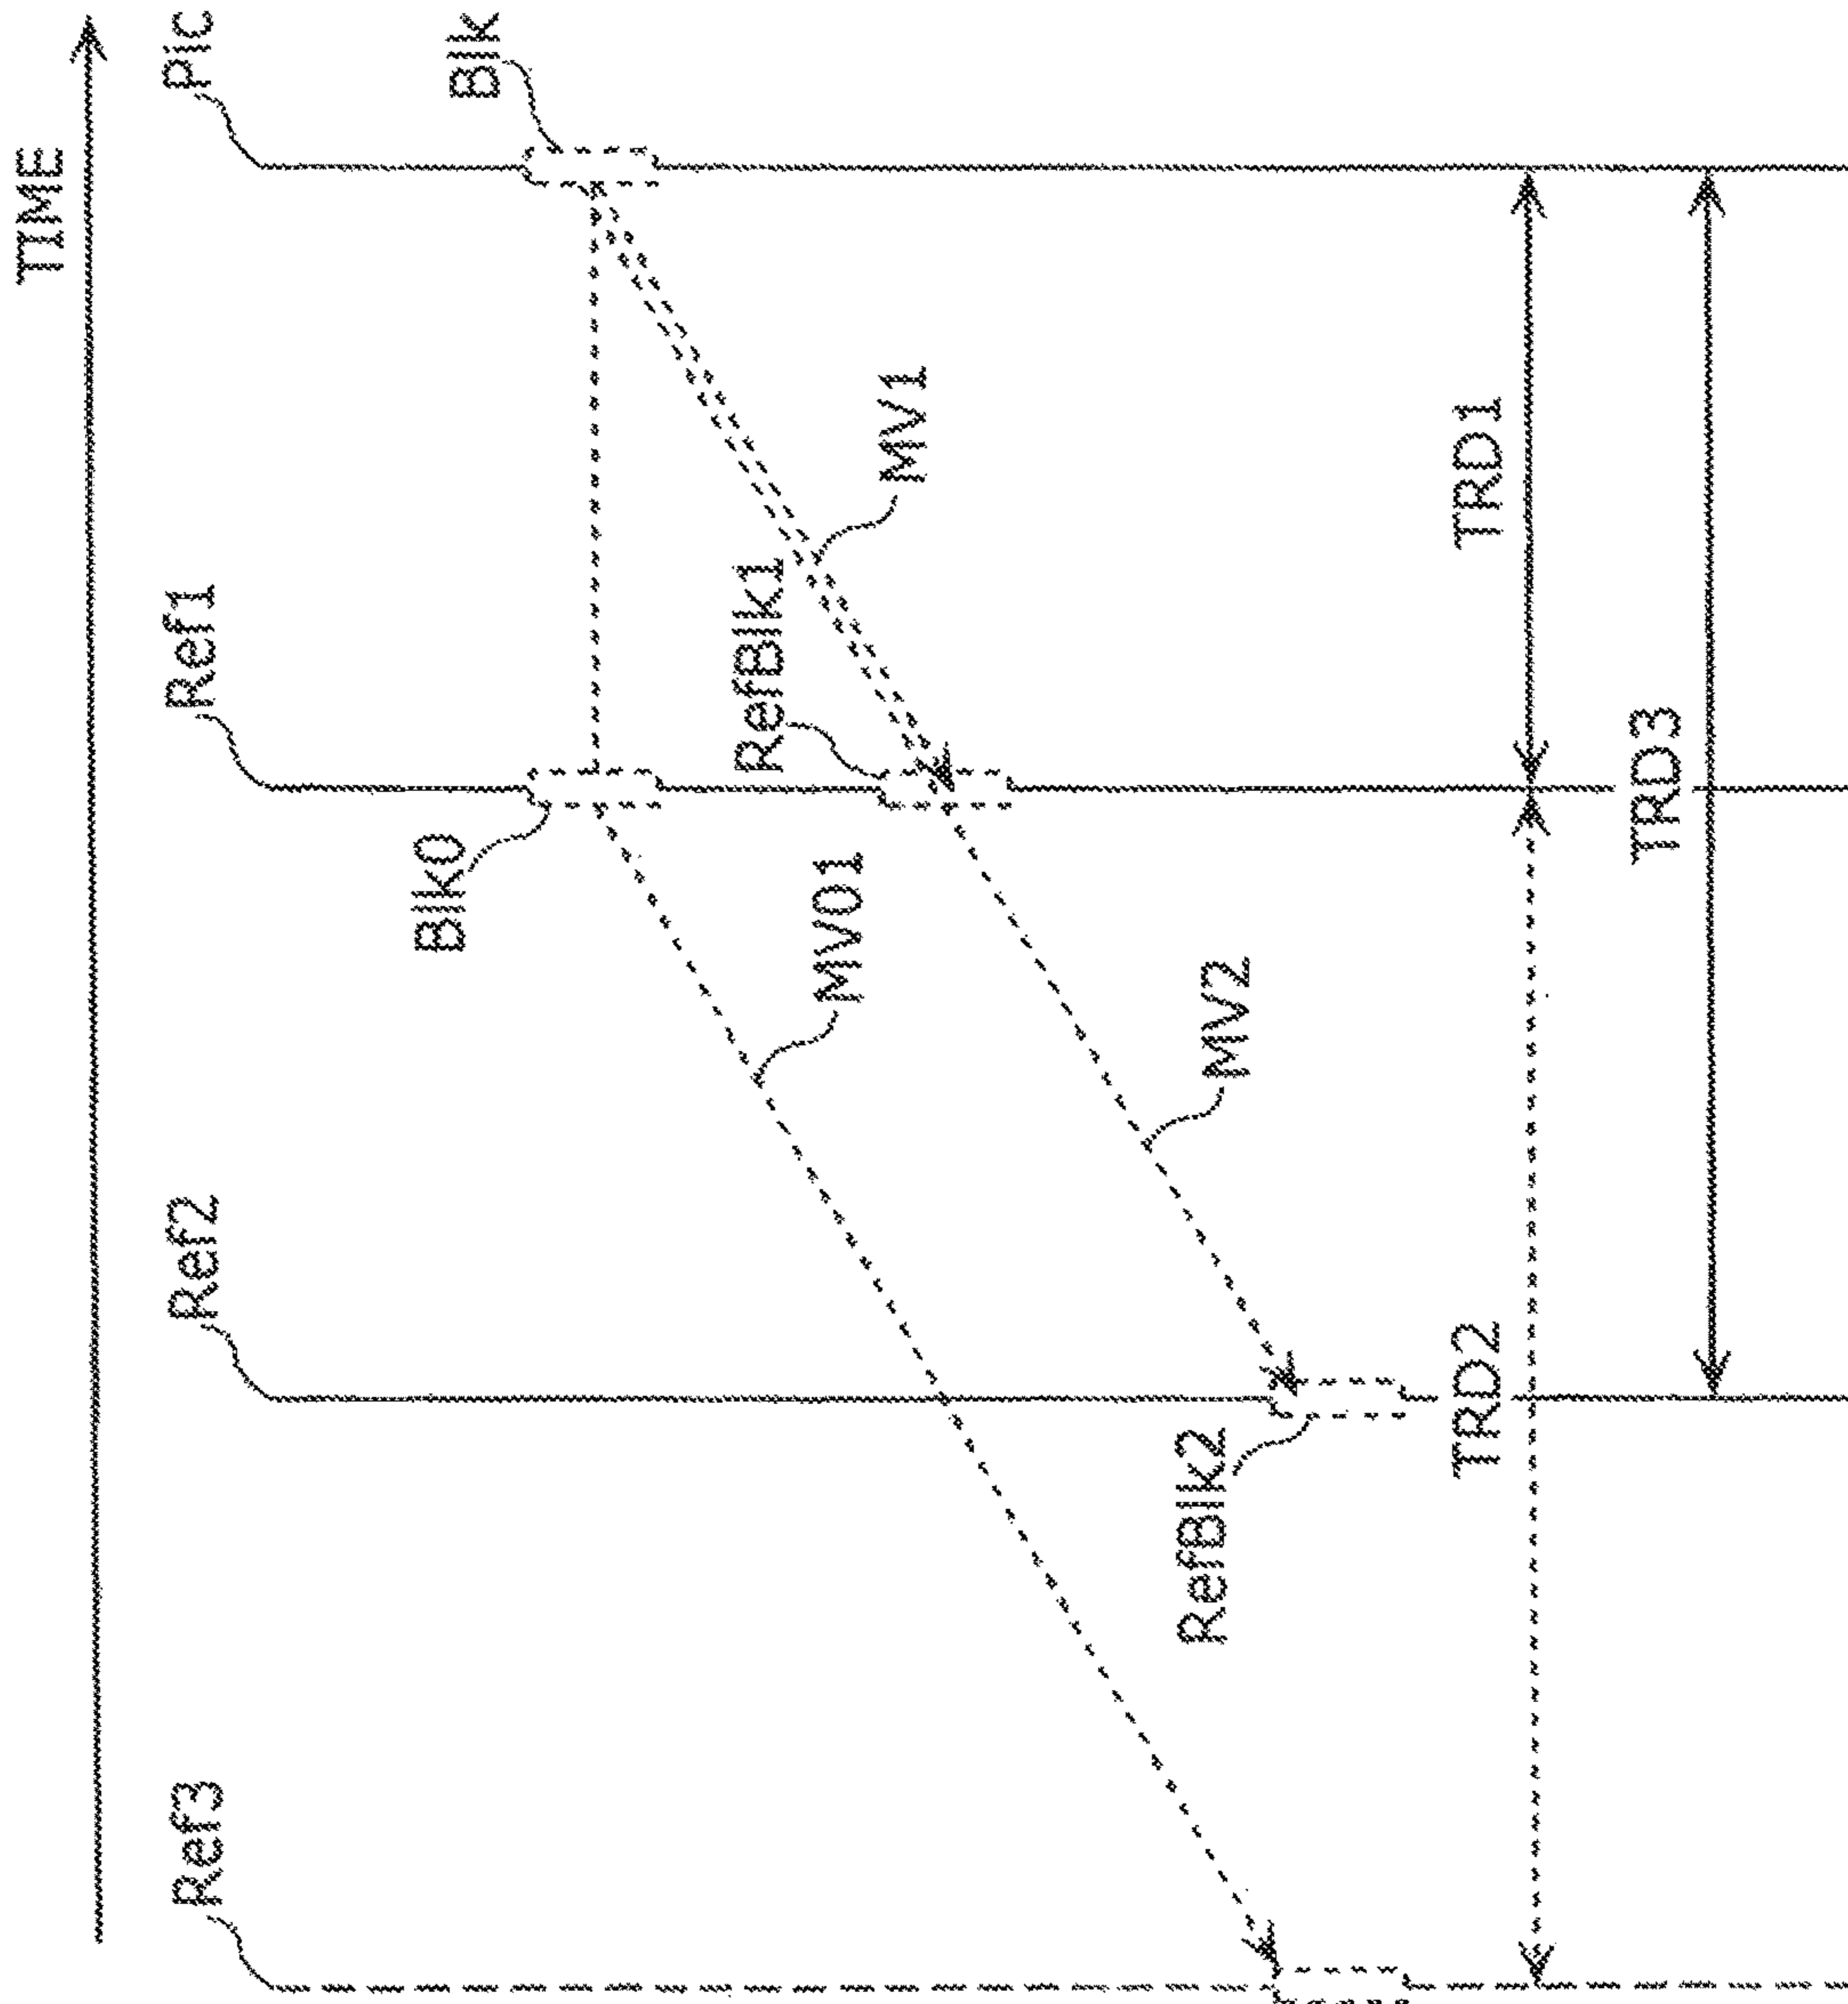 TIME
Ref3
Ref2
Ref1
Pic
Blk
Blk0
RefBlk1
MV01
MV1
RefBlk2
MV2
TRD2
TRD1
TRD3